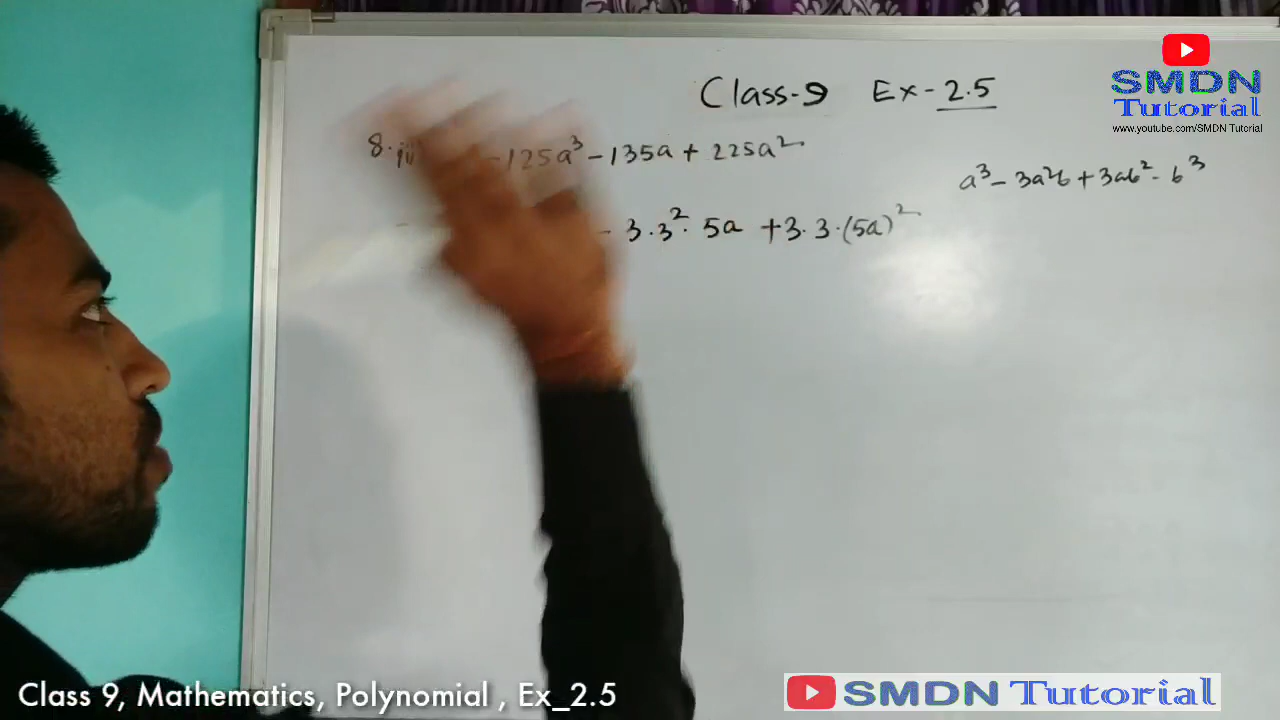 Class-9 Ex-2.5
SMDN
Tutorial
www.youtube.com/SMDN Tutorial
8. iii -125a³ - 135a + 225a²
a³ - 3a²b + 3ab² - b³
- 3.3². 5a + 3.3.(5a)²
Class 9, Mathematics, Polynomial , Ex_2.5
SMDN Tutorial